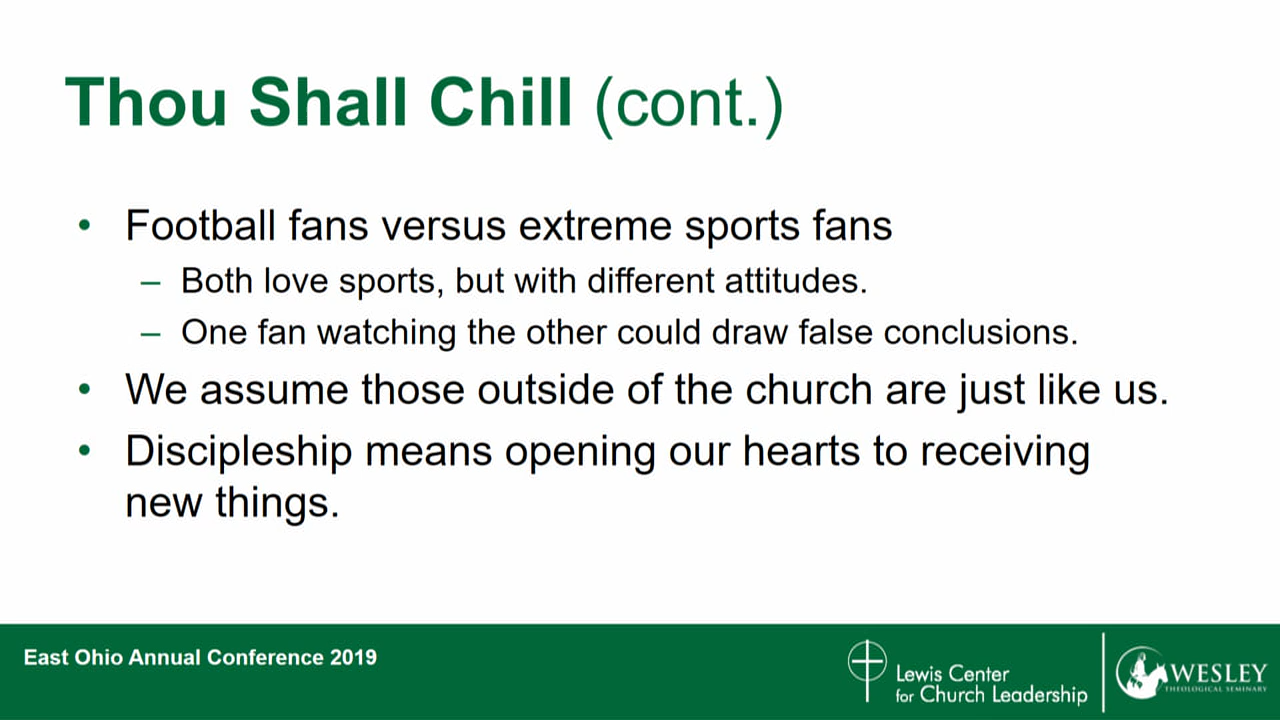 Thou Shall Chill (cont.)
• Football fans versus extreme sports fans
– Both love sports, but with different attitudes.
– One fan watching the other could draw false conclusions.
• We assume those outside of the church are just like us.
• Discipleship means opening our hearts to receiving
new things.
East Ohio Annual Conference 2019
Lewis Center
for Church Leadership
WESLEY
THEOLOGICAL SEMINARY